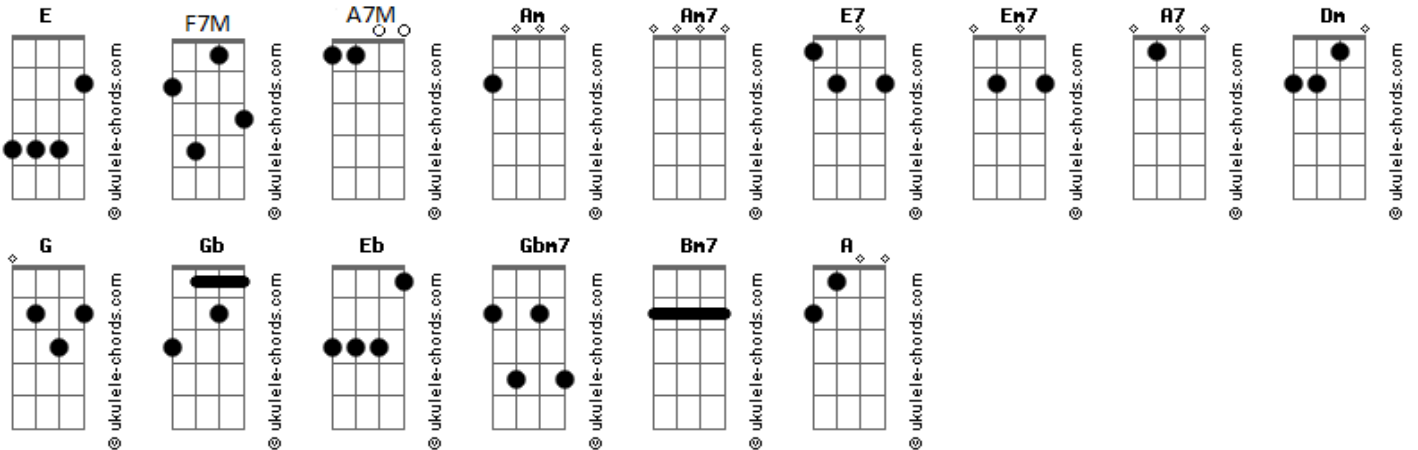 E F7M A7M Am Am7 E7 Em7 A7 Dm
© ukulele-chords.com © ukulele-chords.com © ukulele-chords.com © ukulele-chords.com © ukulele-chords.com © ukulele-chords.com © ukulele-chords.com © ukulele-chords.com © ukulele-chords.com
G Gb Eb Gbm7 Bm7 A
© ukulele-chords.com © ukulele-chords.com © ukulele-chords.com © ukulele-chords.com © ukulele-chords.com © ukulele-chords.com